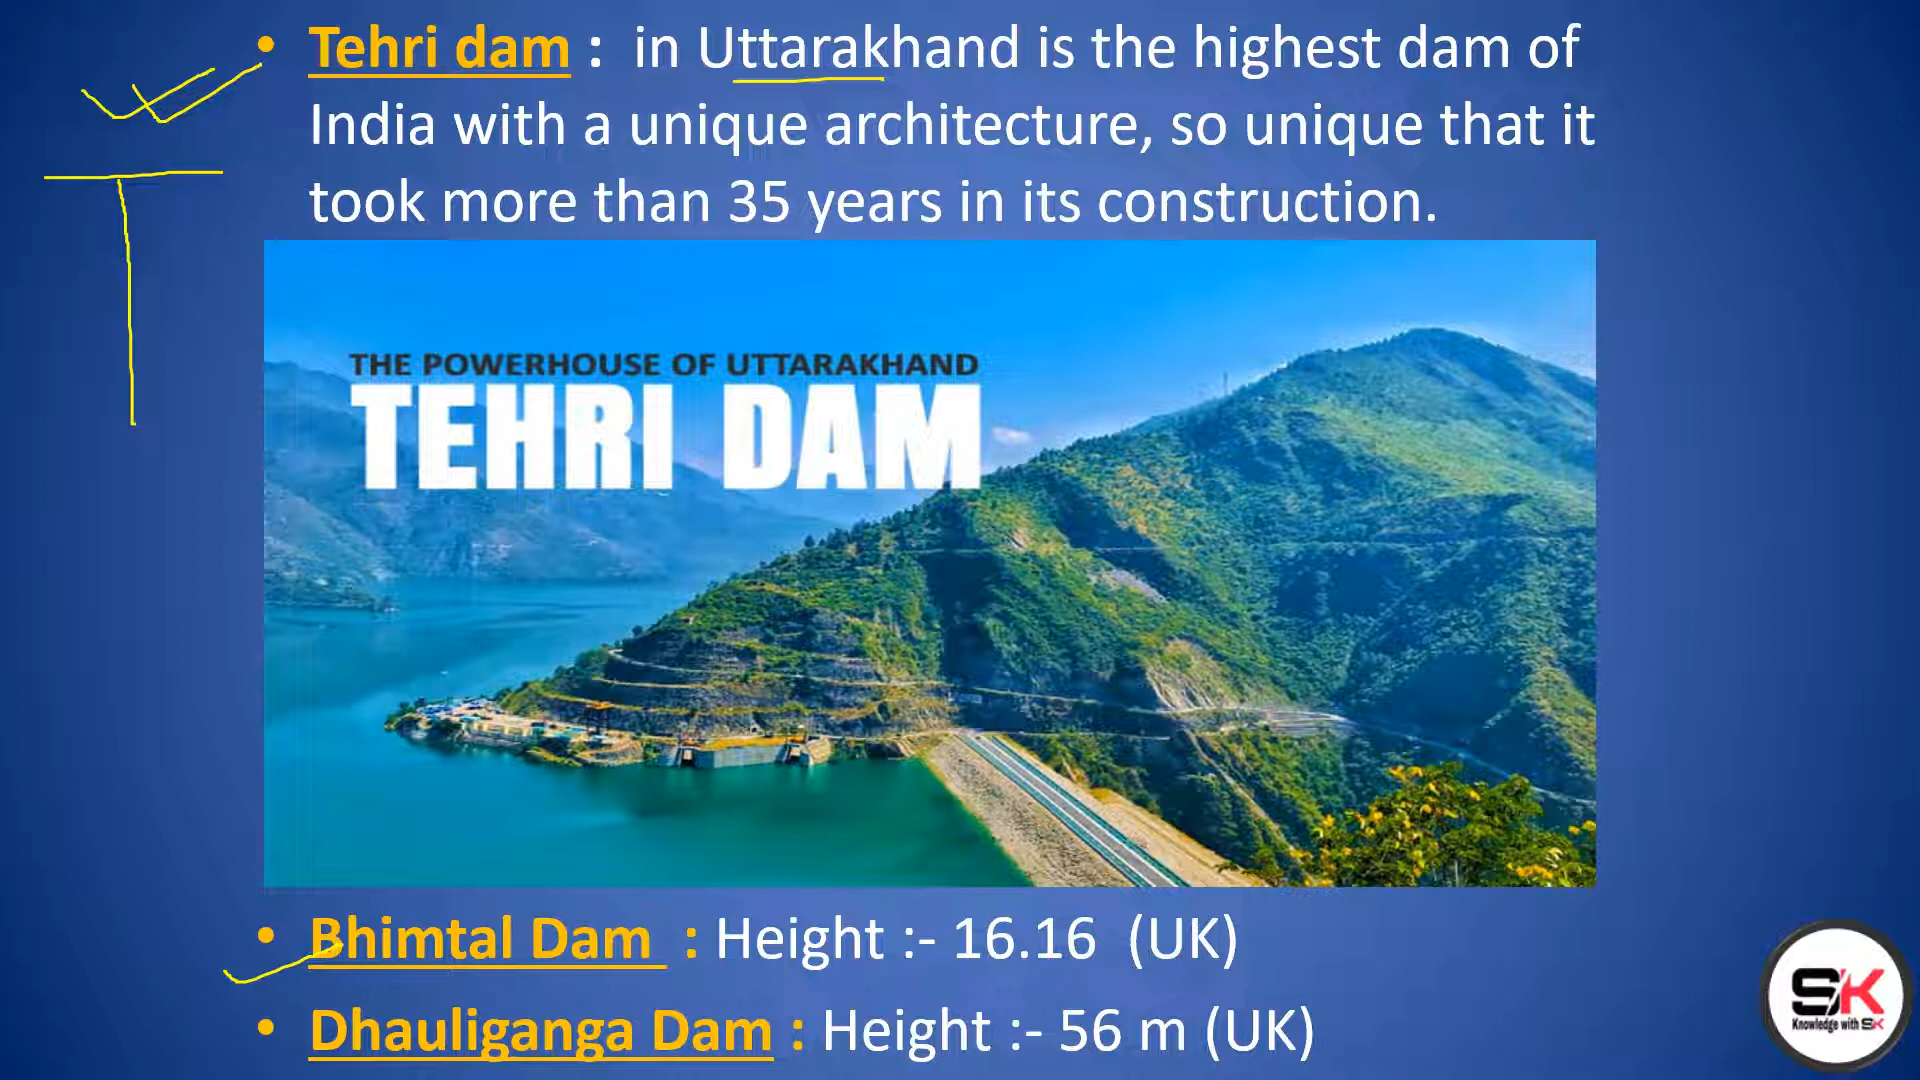 • Tehri dam : in Uttarakhand is the highest dam of
India with a unique architecture, so unique that it
took more than 35 years in its construction.
THE POWERHOUSE OF UTTARAKHAND
TEHRI DAM
• Bhimtal Dam : Height :- 16.16 (UK)
• Dhauliganga Dam : Height :- 56 m (UK)
SK
Knowledge with SK